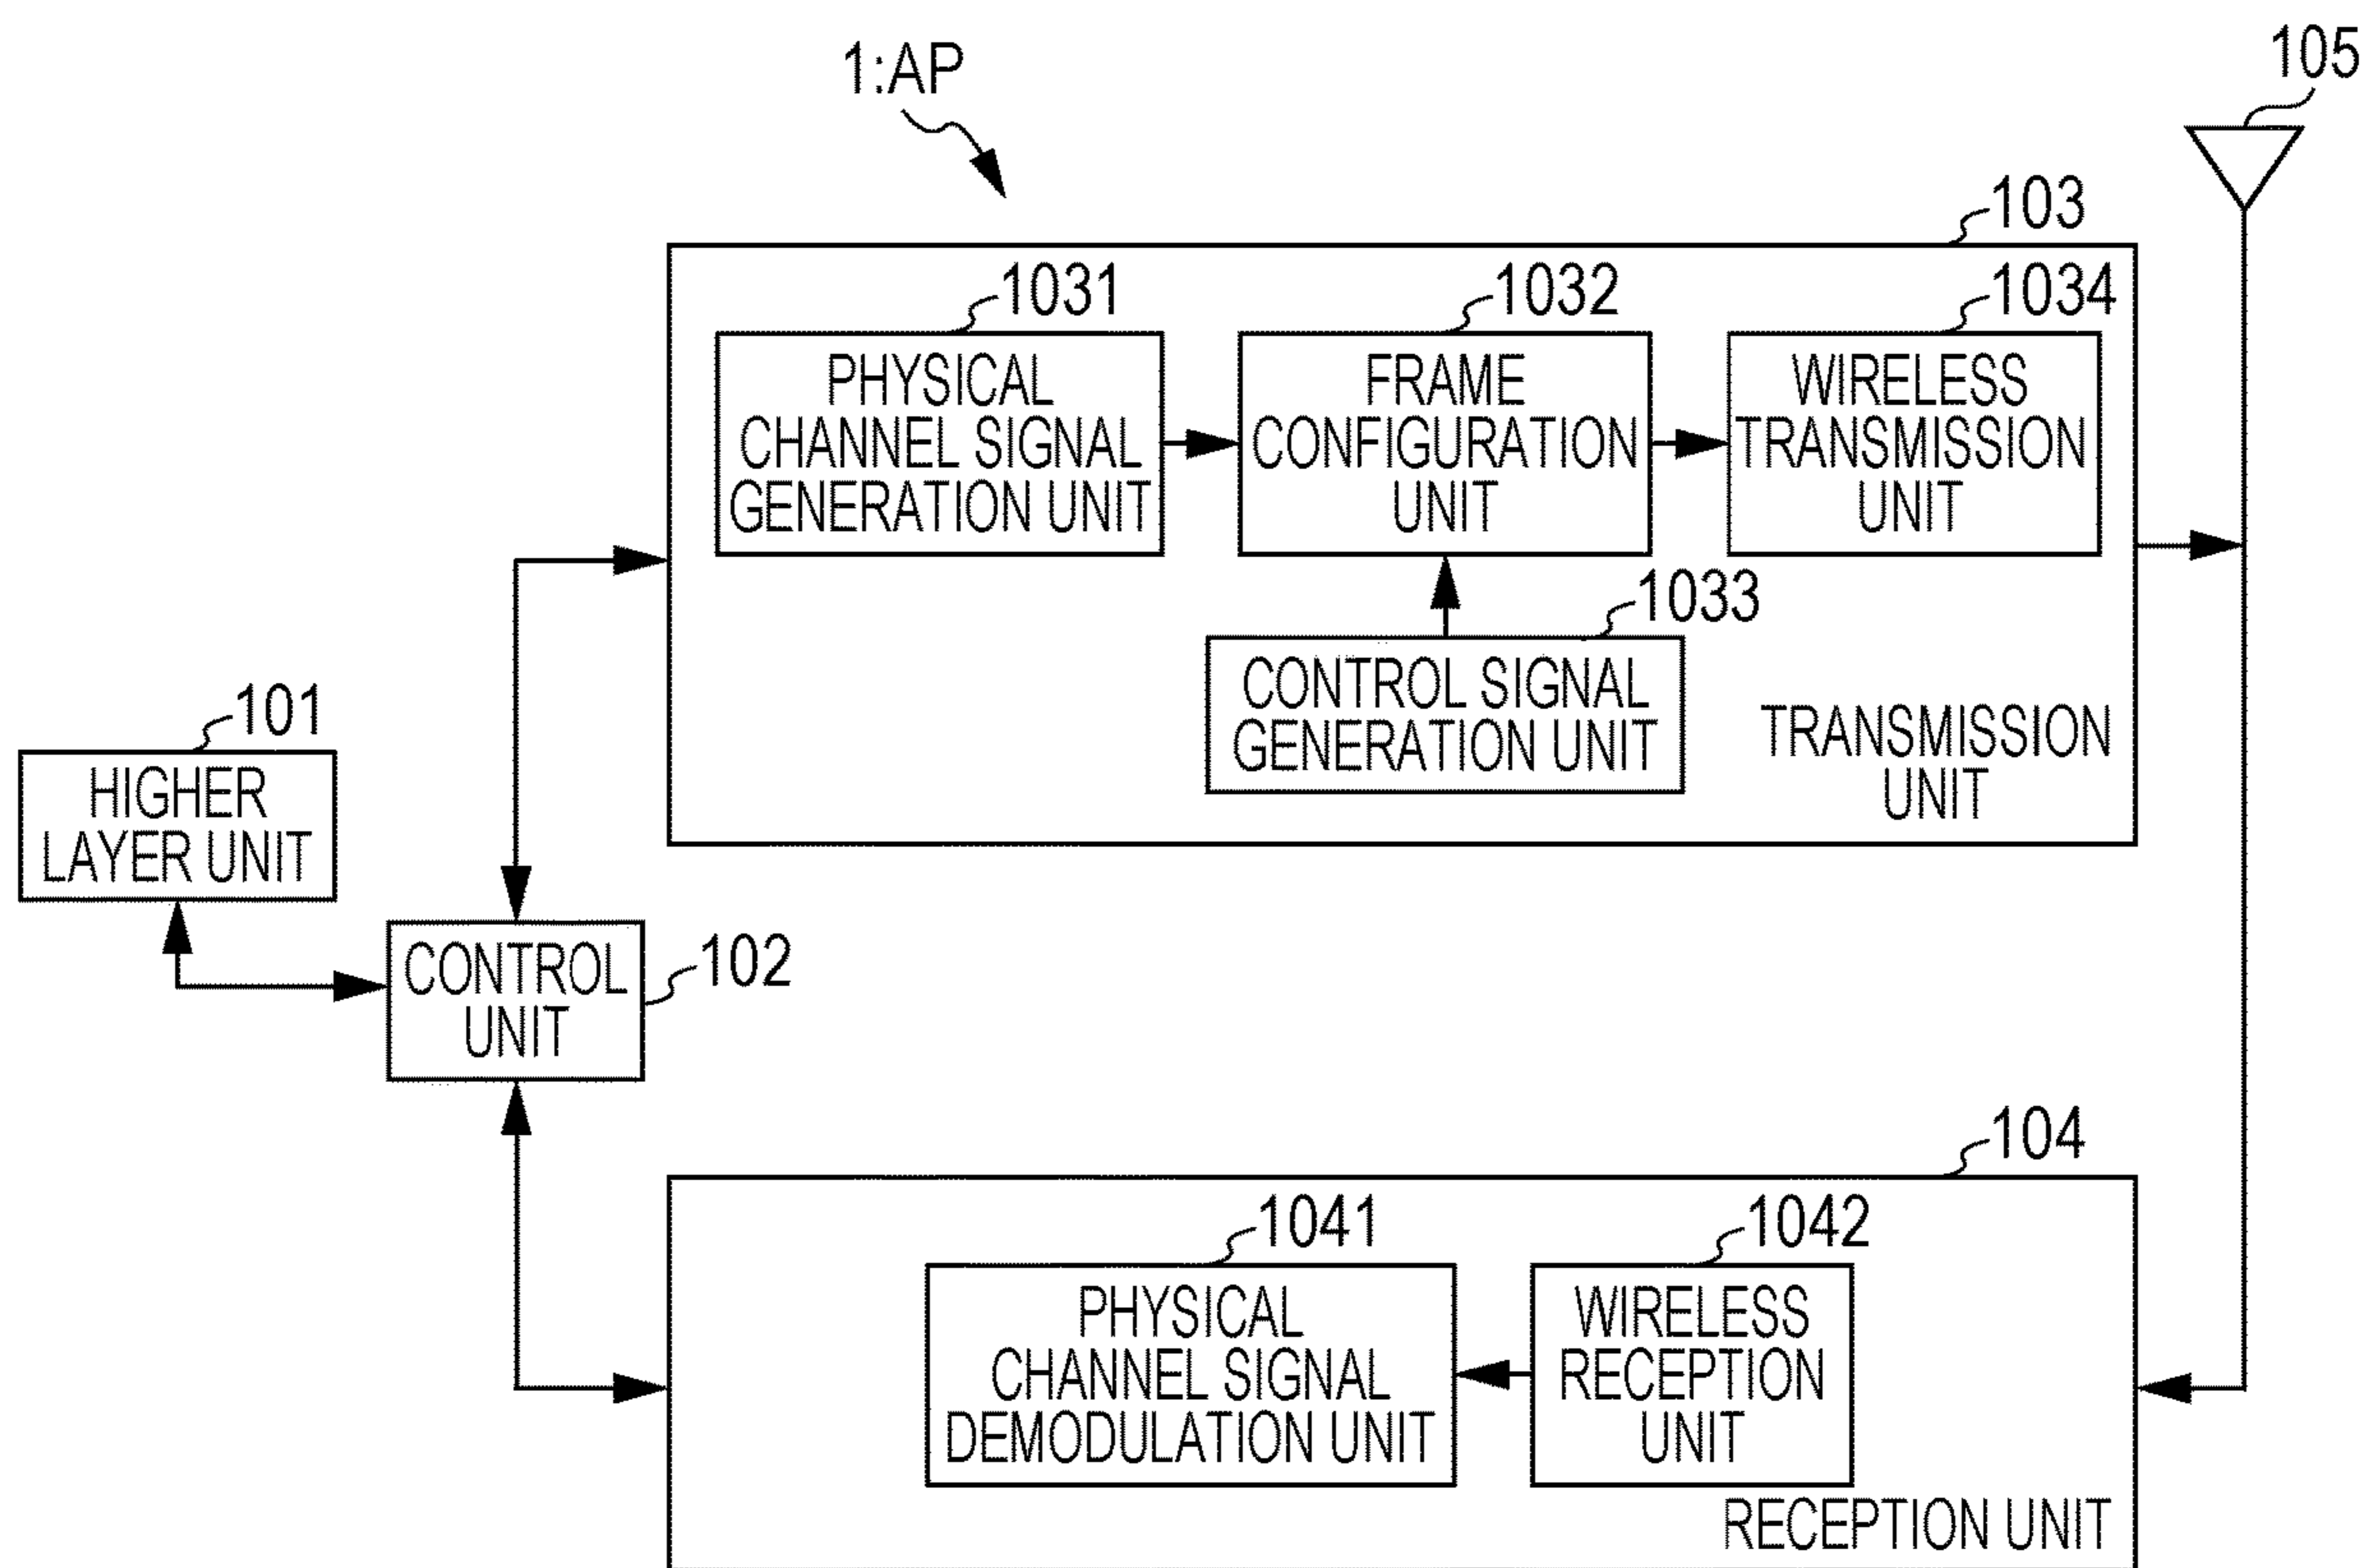 1:AP
105
103
1031
1032
1034
PHYSICAL
CHANNEL SIGNAL
GENERATION UNIT
FRAME
CONFIGURATION
UNIT
WIRELESS
TRANSMISSION
UNIT
1033
CONTROL SIGNAL
GENERATION UNIT
TRANSMISSION
UNIT
101
HIGHER
LAYER UNIT
102
CONTROL
UNIT
104
1041
1042
PHYSICAL
CHANNEL SIGNAL
DEMODULATION UNIT
WIRELESS
RECEPTION
UNIT
RECEPTION UNIT